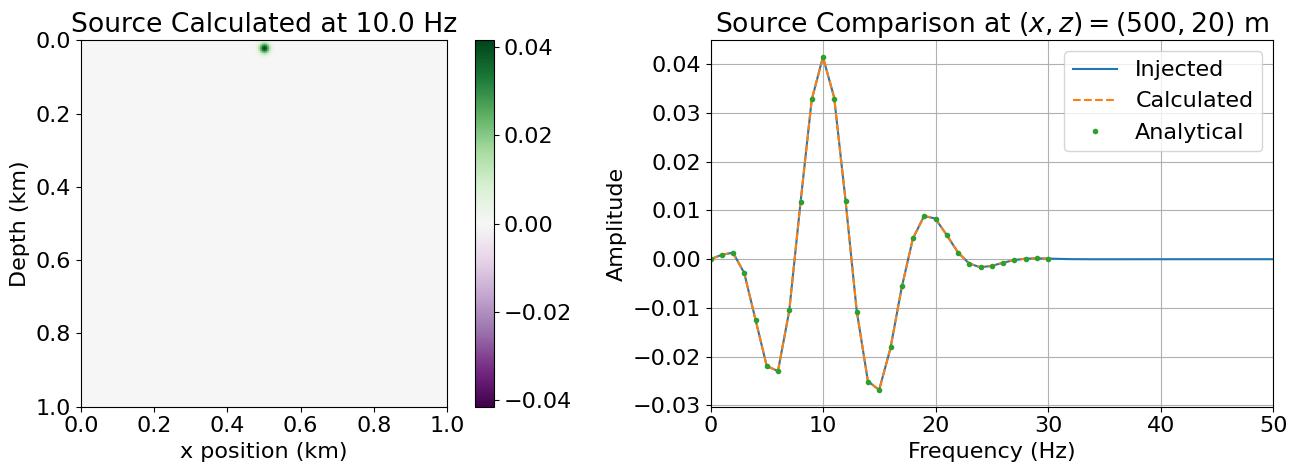 Source Calculated at 10.0 Hz
0.0
0.2
0.4
0.6
0.8
1.0
Depth (km)
0.0 0.2 0.4 0.6 0.8 1.0
x position (km)
0.04
0.02
0.00
−0.02
−0.04
Source Comparison at (x, z) = (500, 20) m
Injected
Calculated
Analytical
0.04
0.03
0.02
0.01
0.00
−0.01
−0.02
−0.03
Amplitude
0 10 20 30 40 50
Frequency (Hz)